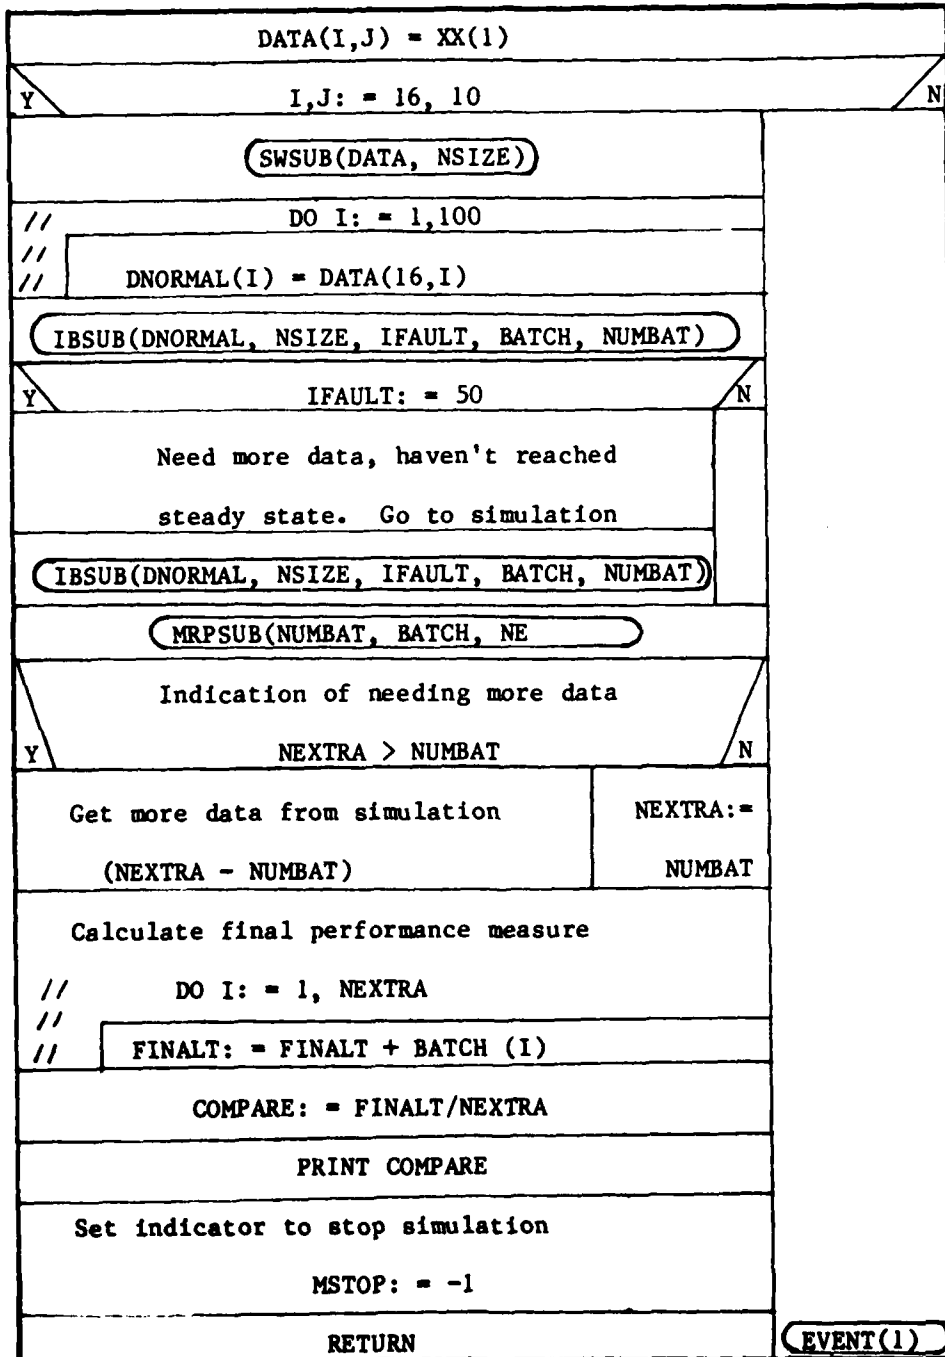 DATA(I,J) = XX(1)
Y I,J: = 16, 10 N
SWSUB(DATA, NSIZE)
// DO I: = 1,100
//
// DNORMAL(I) = DATA(16,I)
IBSUB(DNORMAL, NSIZE, IFAULT, BATCH, NUMBAT)
Y IFAULT: = 50 N
Need more data, haven't reached
steady state. Go to simulation
IBSUB(DNORMAL, NSIZE, IFAULT, BATCH, NUMBAT)
MRPSUB(NUMBAT, BATCH, NE
Indication of needing more data
Y NEXTRA > NUMBAT N
Get more data from simulation
(NEXTRA - NUMBAT)
NEXTRA:=
NUMBAT
Calculate final performance measure
// DO I: = 1, NEXTRA
//
// FINALT: = FINALT + BATCH (I)
COMPARE: = FINALT/NEXTRA
PRINT COMPARE
Set indicator to stop simulation
MSTOP: = -1
RETURN
EVENT(1)